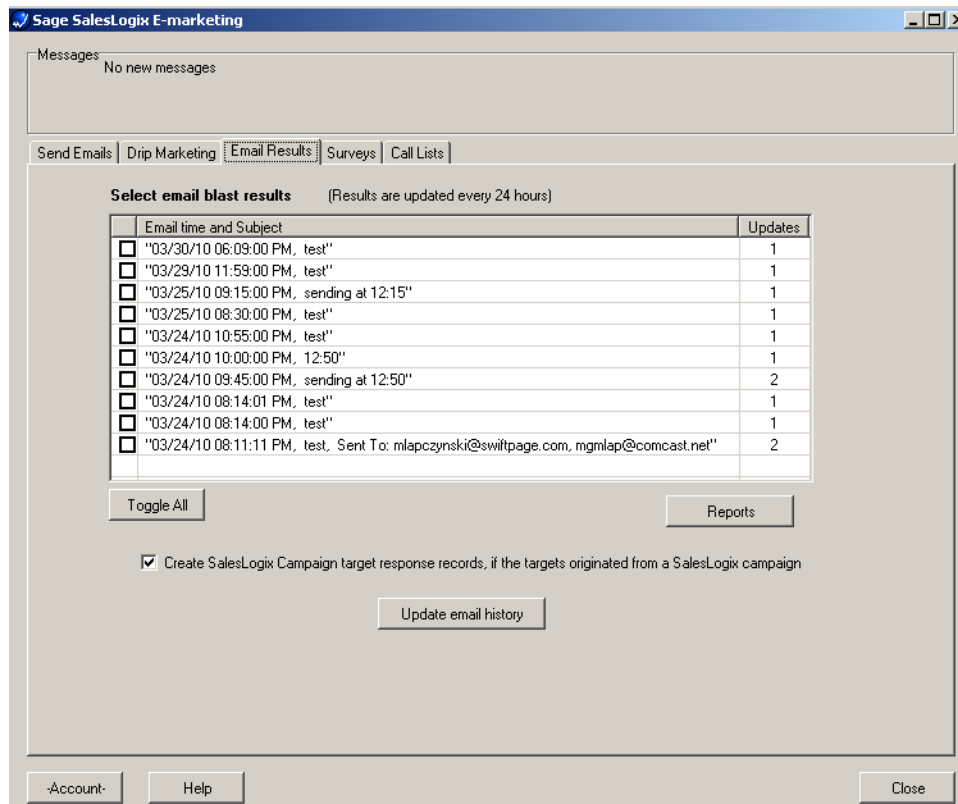 Sage SalesLogix E-marketing
Messages
No new messages
Send Emails Drip Marketing Email Results Surveys Call Lists
Select email blast results (Results are updated every 24 hours)
Email time and Subject Updates
"03/30/10 06:09:00 PM, test" 1
"03/29/10 11:59:00 PM, test" 1
"03/25/10 09:15:00 PM, sending at 12:15" 1
"03/25/10 08:30:00 PM, test" 1
"03/24/10 10:55:00 PM, test" 1
"03/24/10 10:00:00 PM, 12:50" 1
"03/24/10 09:45:00 PM, sending at 12:50" 2
"03/24/10 08:14:01 PM, test" 1
"03/24/10 08:14:00 PM, test" 1
"03/24/10 08:11:11 PM, test, Sent To: mlapczynski@swiftpage.com, mgmlap@comcast.net" 2
Toggle All Reports
Create SalesLogix Campaign target response records, if the targets originated from a SalesLogix campaign
Update email history
-Account- Help Close